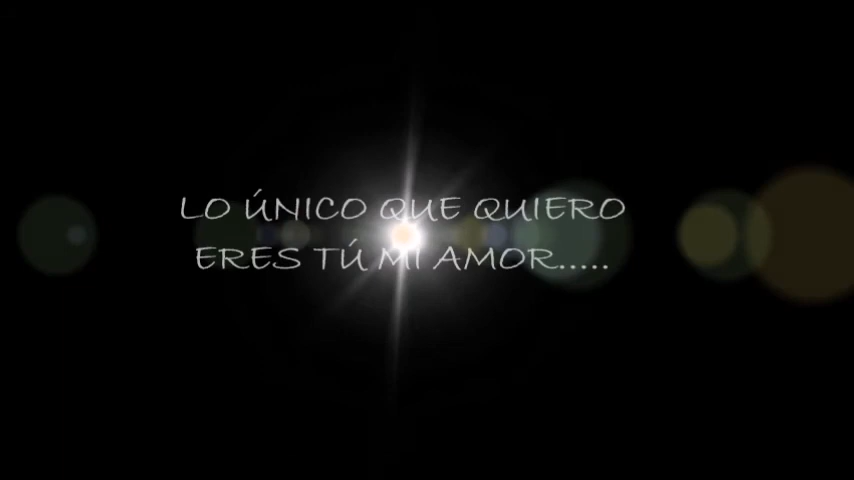 LO ÚNICO QUE QUIERO
ERES TÚ MI AMOR.....